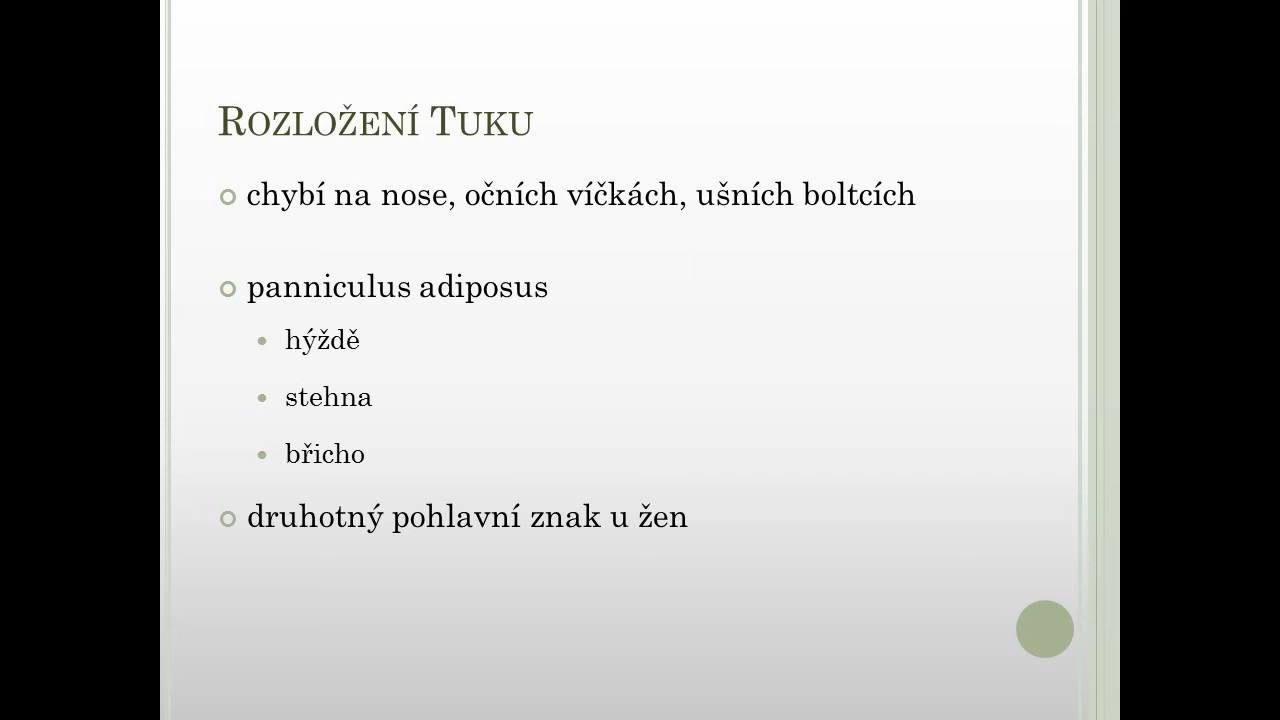 Rozložení Tuku
chybí na nose, očních víčkách, ušních boltcích
panniculus adiposus
hýždě
stehna
břicho
druhotný pohlavní znak u žen